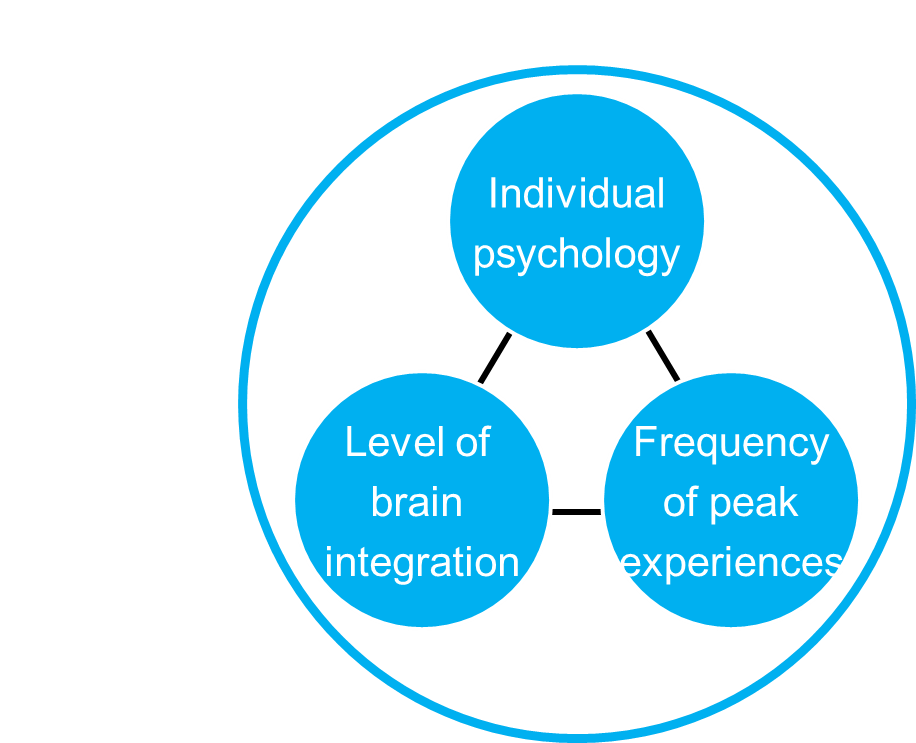 Individual
psychology
Level of
brain
integration
Frequency
of peak
experiences